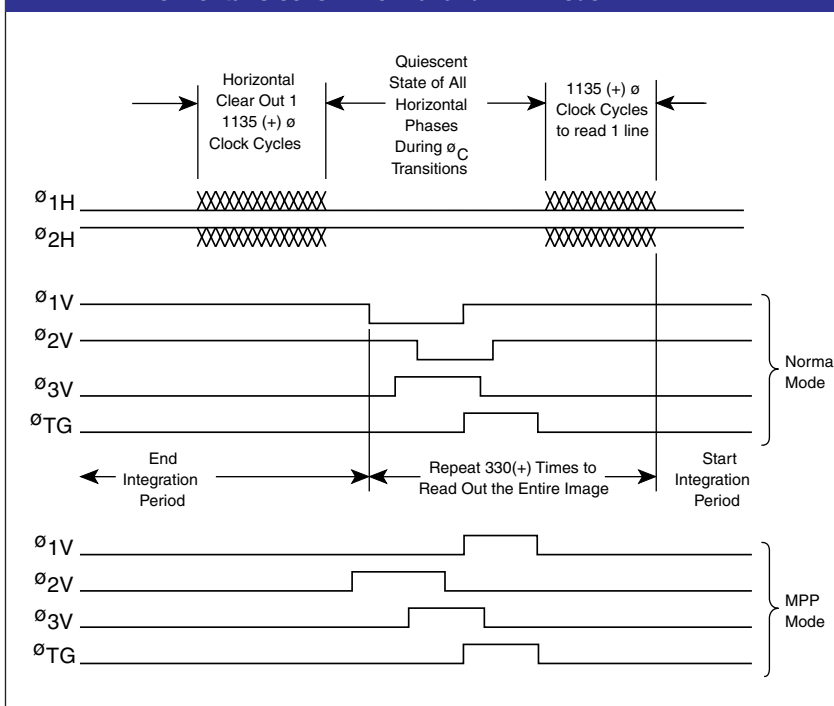 Horizontal
Clear Out 1
1135 (+) ø
Clock Cycles
Quiescent
State of All
Horizontal
Phases
During øC
Transitions
1135 (+) ø
Clock Cycles
to read 1 line
ø1H
ø2H
ø1V
ø2V
ø3V
øTG
Norma
Mode
End
Integration
Period
Repeat 330(+) Times to
Read Out the Entire Image
Start
Integration
Period
ø1V
ø2V
ø3V
øTG
MPP
Mode